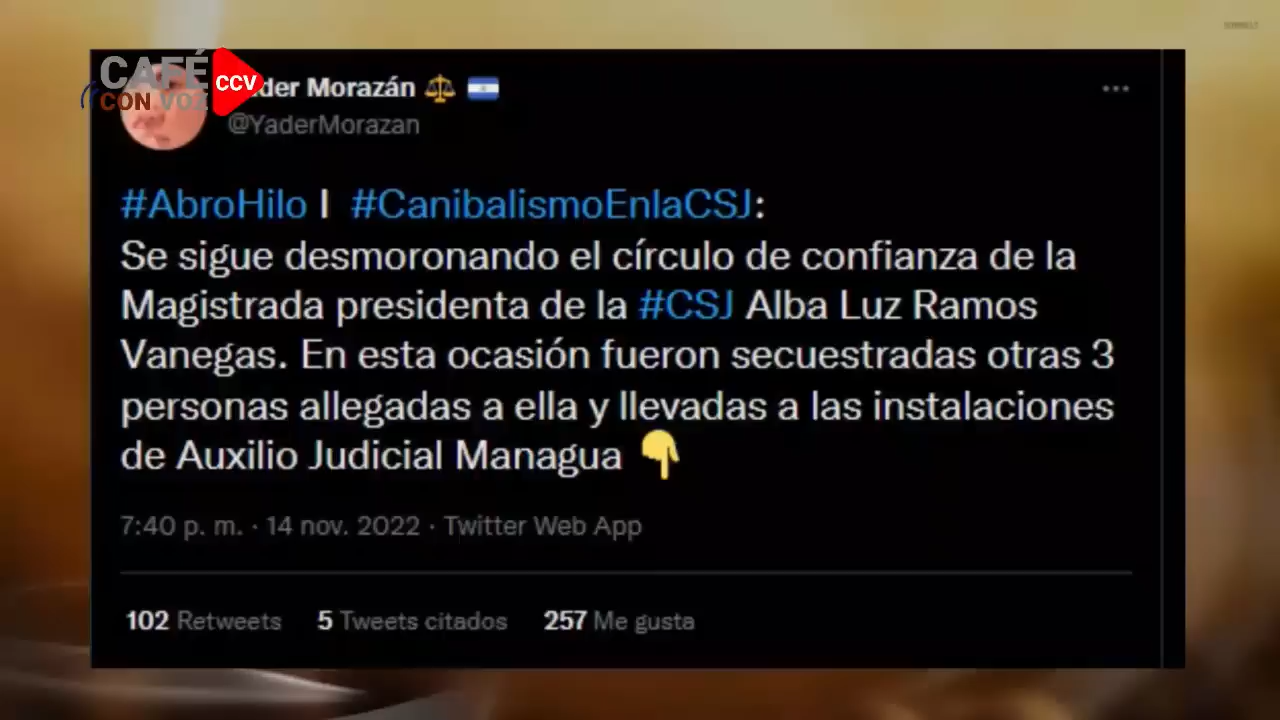 CAFÉ
CON VOZ
CCV
der Morazán
@YaderMorazan
#AbroHilo I #CanibalismoEnlaCSJ:
Se sigue desmoronando el círculo de confianza de la
Magistrada presidenta de la #CSJ Alba Luz Ramos
Vanegas. En esta ocasión fueron secuestradas otras 3
personas allegadas a ella y llevadas a las instalaciones
de Auxilio Judicial Managua
7:40 p. m. · 14 nov. 2022 · Twitter Web App
102 Retweets 5 Tweets citados 257 Me gusta